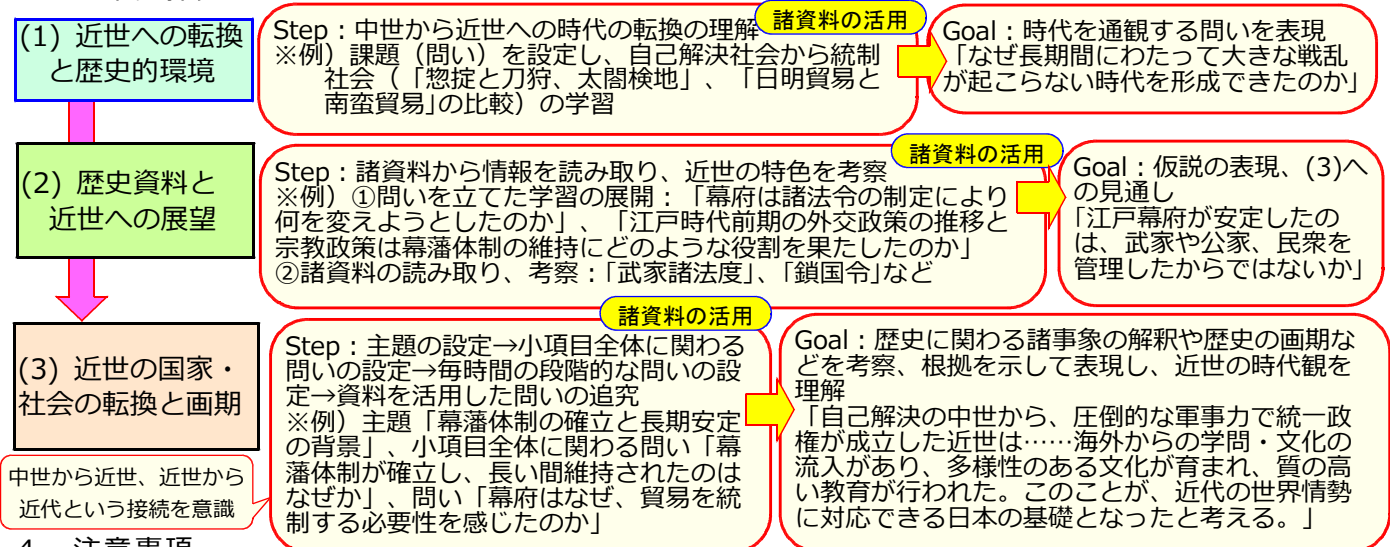 (1) 近世への転換
と歴史的環境
Step：中世から近世への時代の転換の理解
※例）課題（問い）を設定し、自己解決社会から統制
社会（「惣掟と刀狩、太閤検地」、「日明貿易と
南蛮貿易」の比較）の学習
諸資料の活用
Goal：時代を通観する問いを表現
「なぜ長期間にわたって大きな戦乱
が起こらない時代を形成できたのか」
(2) 歴史資料と
近世への展望
諸資料の活用
Step：諸資料から情報を読み取り、近世の特色を考察
※例）①問いを立てた学習の展開：「幕府は諸法令の制定により
何を変えようとしたのか」、「江戸時代前期の外交政策の推移と
宗教政策は幕藩体制の維持にどのような役割を果たしたのか」
②諸資料の読み取り、考察：「武家諸法度」、「鎖国令」など
Goal：仮説の表現、(3)へ
の見通し
「江戸幕府が安定したの
は、武家や公家、民衆を
管理したからではないか」
(3) 近世の国家・
社会の転換と画期
諸資料の活用
Step：主題の設定→小項目全体に関わる
問いの設定→毎時間の段階的な問いの設
定→資料を活用した問いの追究
※例）主題「幕藩体制の確立と長期安定
の背景」、小項目全体に関わる問い「幕
藩体制が確立し、長い間維持されたのは
なぜか」、問い「幕府はなぜ、貿易を統
制する必要性を感じたのか」
Goal：歴史に関わる諸事象の解釈や歴史の画期な
どを考察、根拠を示して表現し、近世の時代観を
理解
「自己解決の中世から、圧倒的な軍事力で統一政
権が成立した近世は……海外からの学問・文化の
流入があり、多様性のある文化が育まれ、質の高
い教育が行われた。このことが、近代の世界情勢
に対応できる日本の基礎となったと考える。」
中世から近世、近世から
近代という接続を意識
4 注意事項